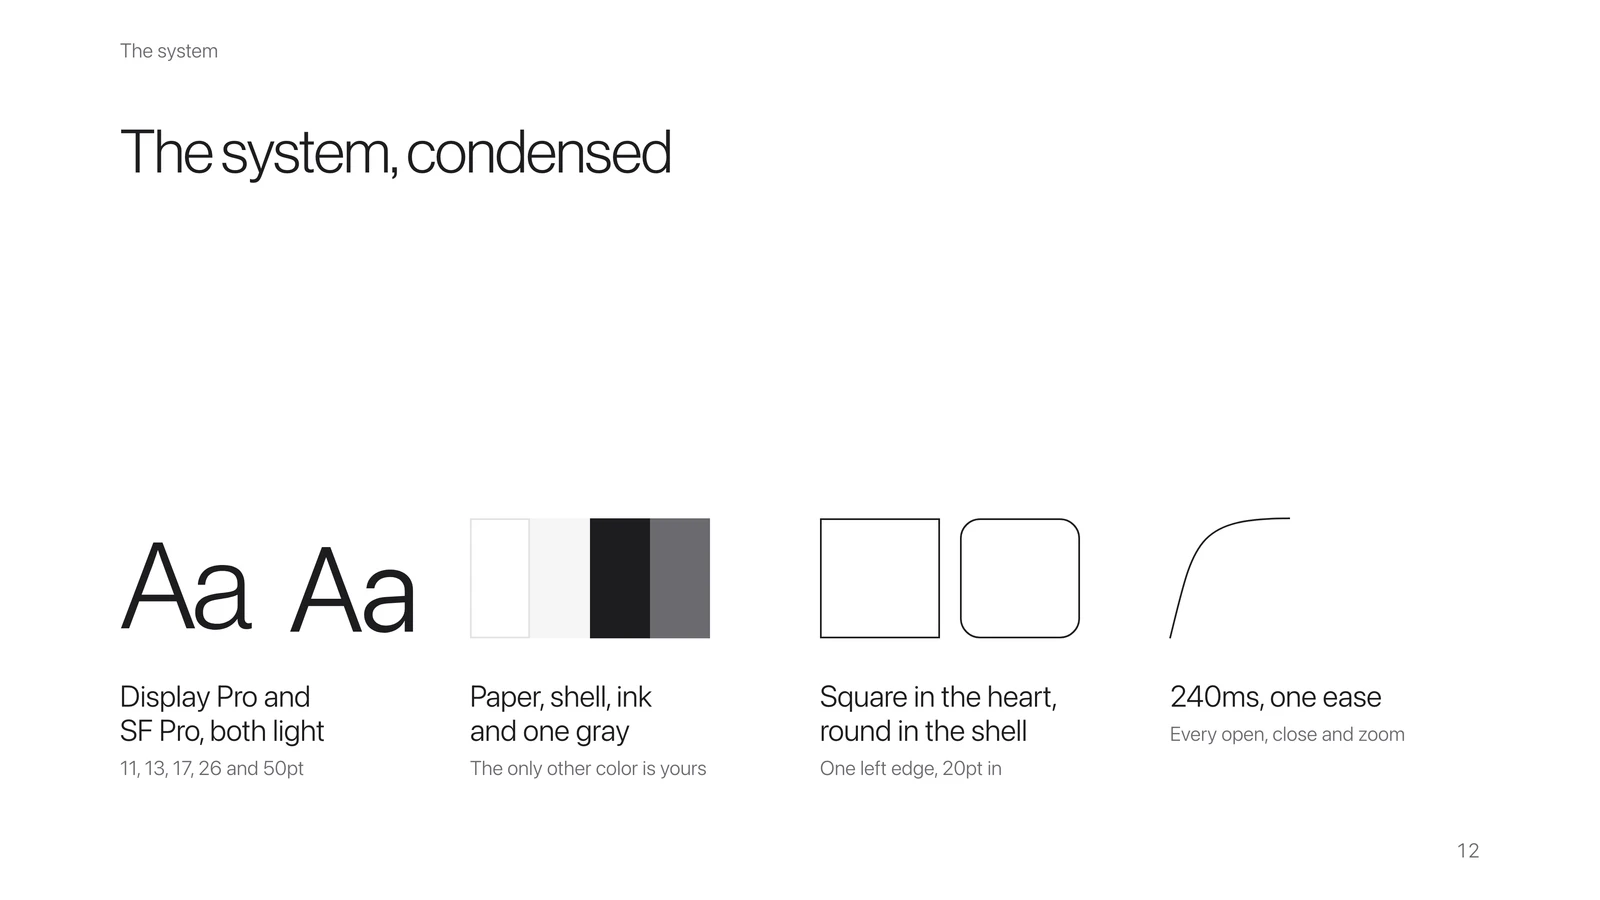 The system
The system, condensed
Aa Aa
Display Pro and
SF Pro, both light
11, 13, 17, 26 and 50pt
Paper, shell, ink
and one gray
The only other color is yours
Square in the heart,
round in the shell
One left edge, 20pt in
240ms, one ease
Every open, close and zoom
12